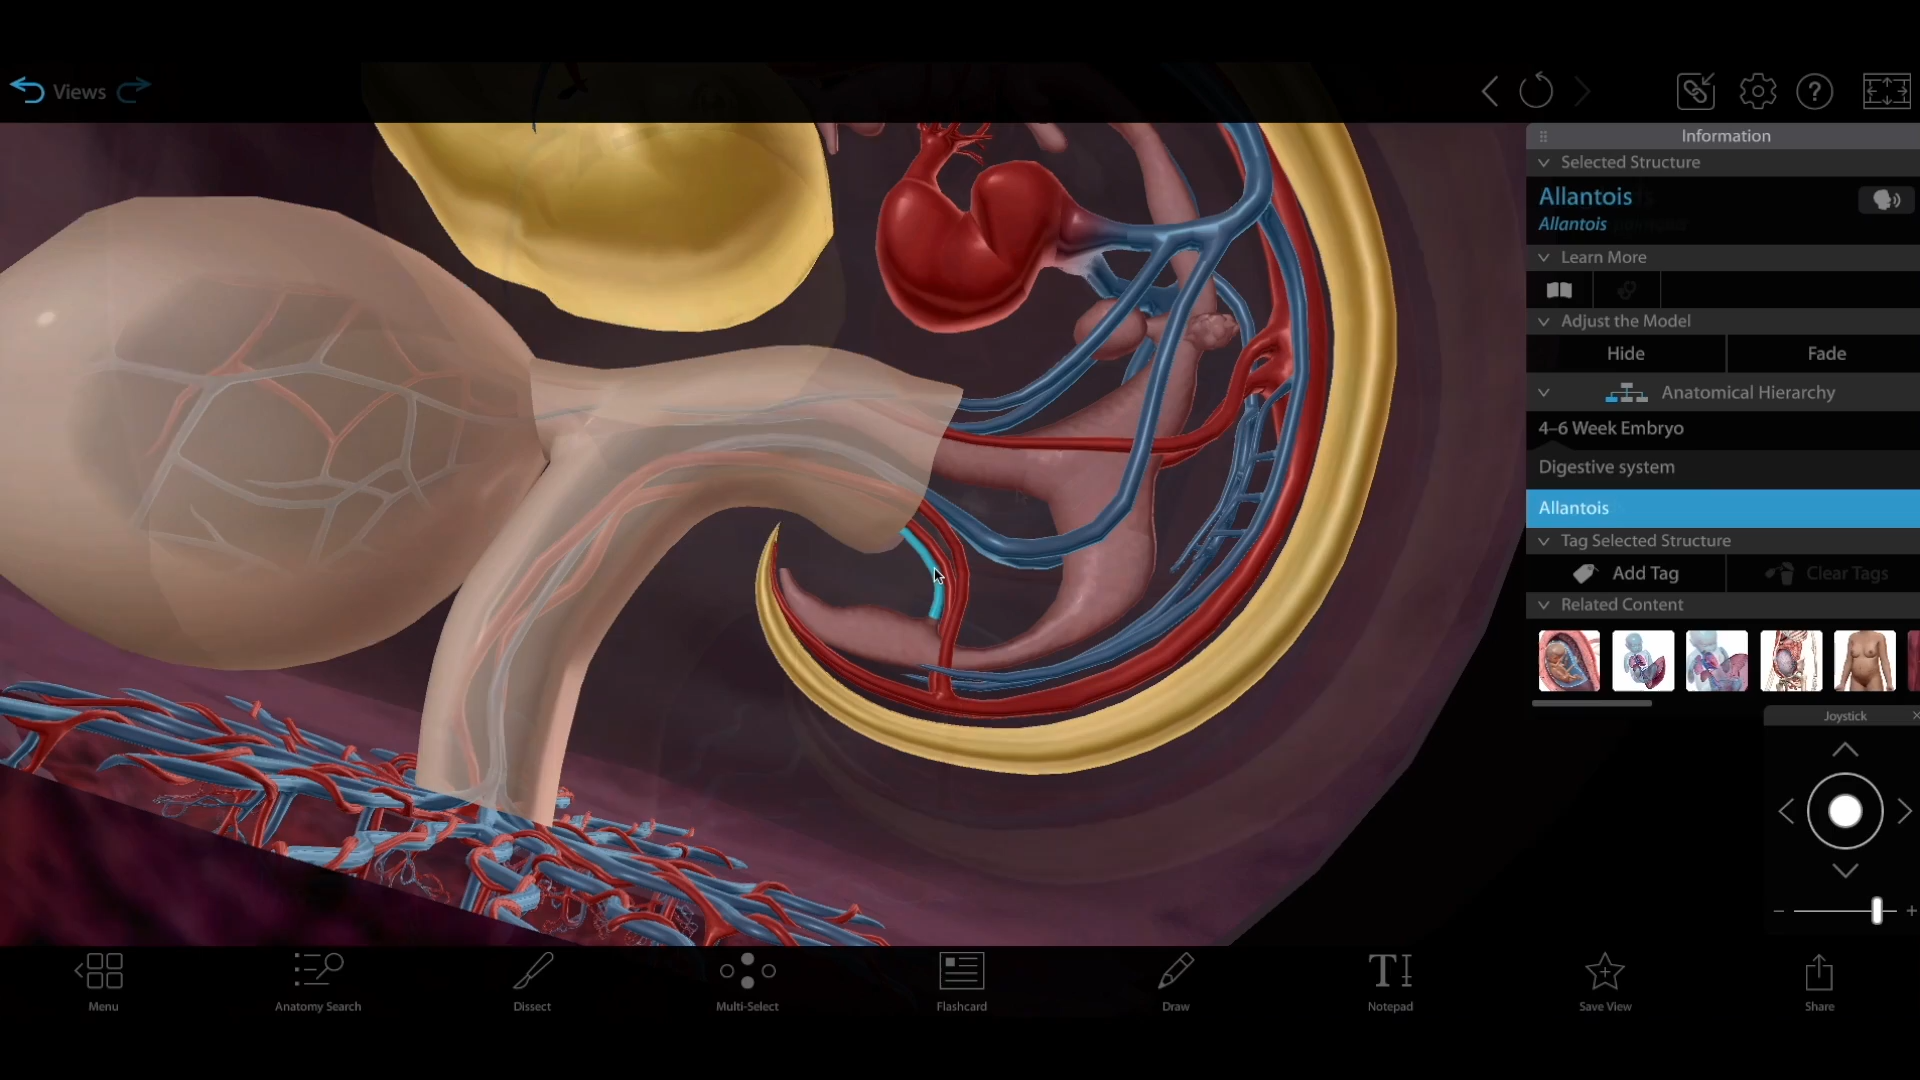 Views
Information
Selected Structure
Allantois
Allantois
Learn More
Adjust the Model
Hide
Fade
Anatomical Hierarchy
4–6 Week Embryo
Digestive system
Allantois
Tag Selected Structure
Add Tag
Clear Tags
Related Content
Joystick
Menu
Anatomy Search
Dissect
Multi-Select
Flashcard
Draw
Notepad
Save View
Share